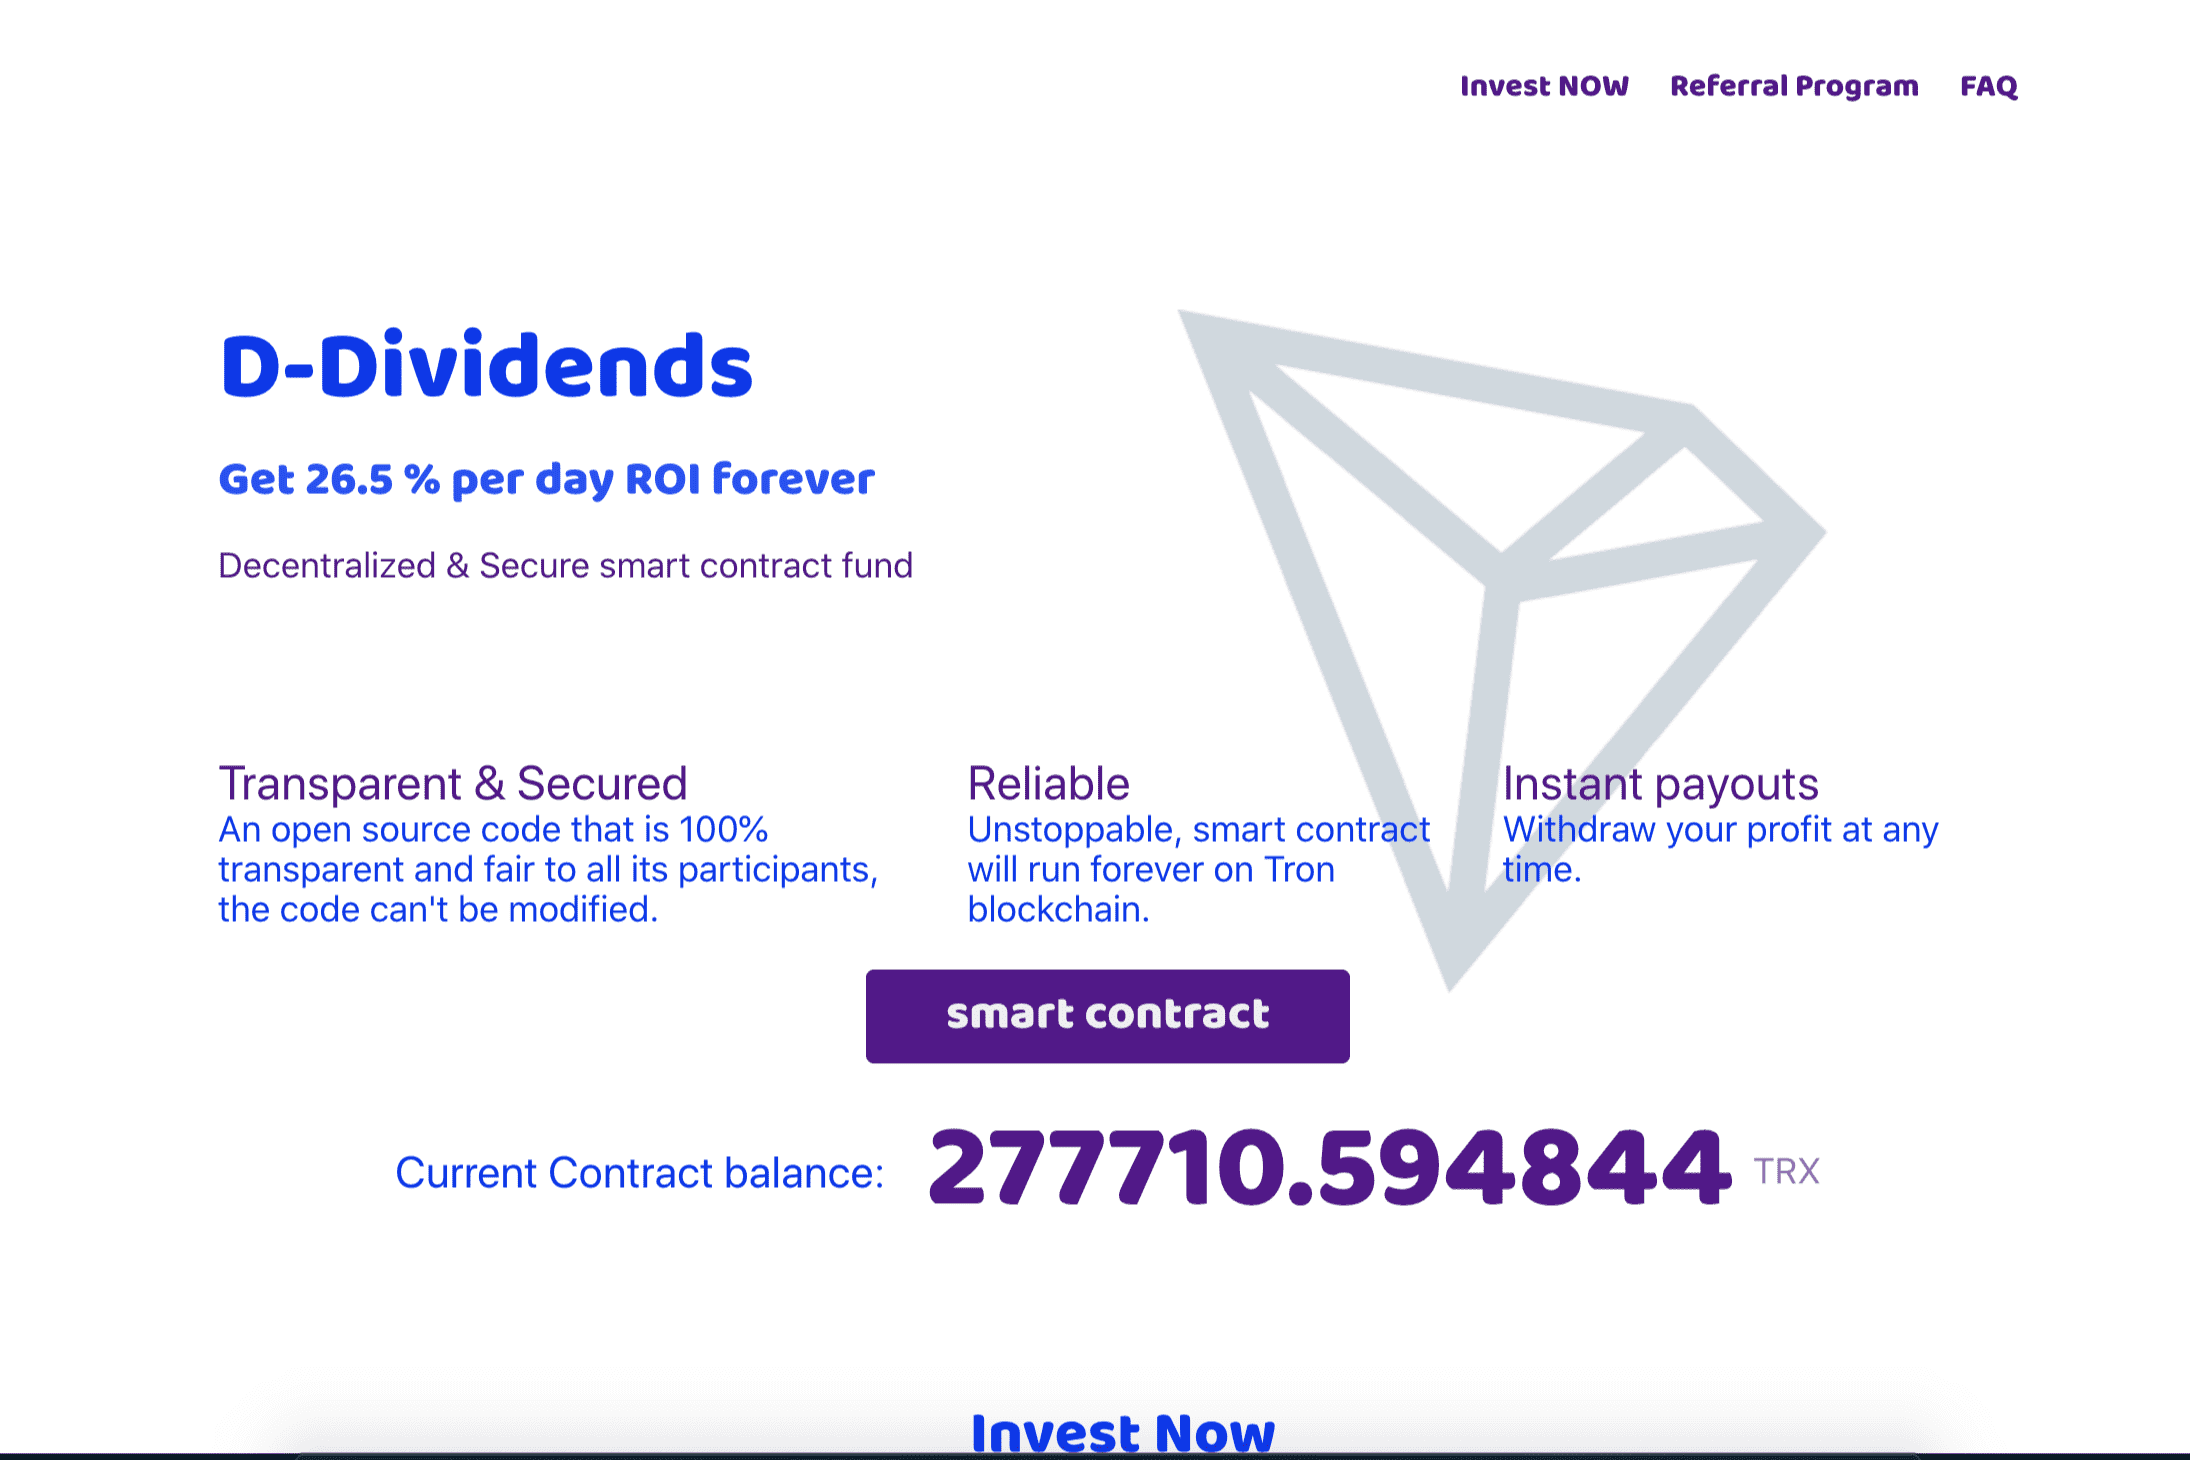 Invest NOW Referral Program FAQ
D-Dividends
Get 26.5 % per day ROI forever
Decentralized & Secure smart contract fund
Transparent & Secured
An open source code that is 100%
transparent and fair to all its participants,
the code can't be modified.
Reliable
Unstoppable, smart contract
will run forever on Tron
blockchain.
Instant payouts
Withdraw your profit at any
time.
smart contract
Current Contract balance: 277710.594844 TRX
Invest Now